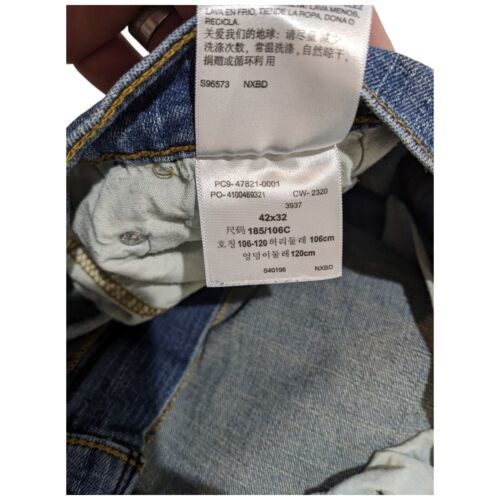 LAVA EN FRIO, TIENDE LA ROPA, DONA O
RECICLA.
关爱我们的地球: 请尽量减少
洗涤次数, 常温洗涤, 自然晾干,
捐赠或循环利用
S96573 NXBD
PC9-47821-0001
PO-4100469321 CW-2320
3937
42x32
尺码 185/106C
호칭 106-120 허리둘레 106cm
엉덩이둘레 120cm
S40196 NXBD